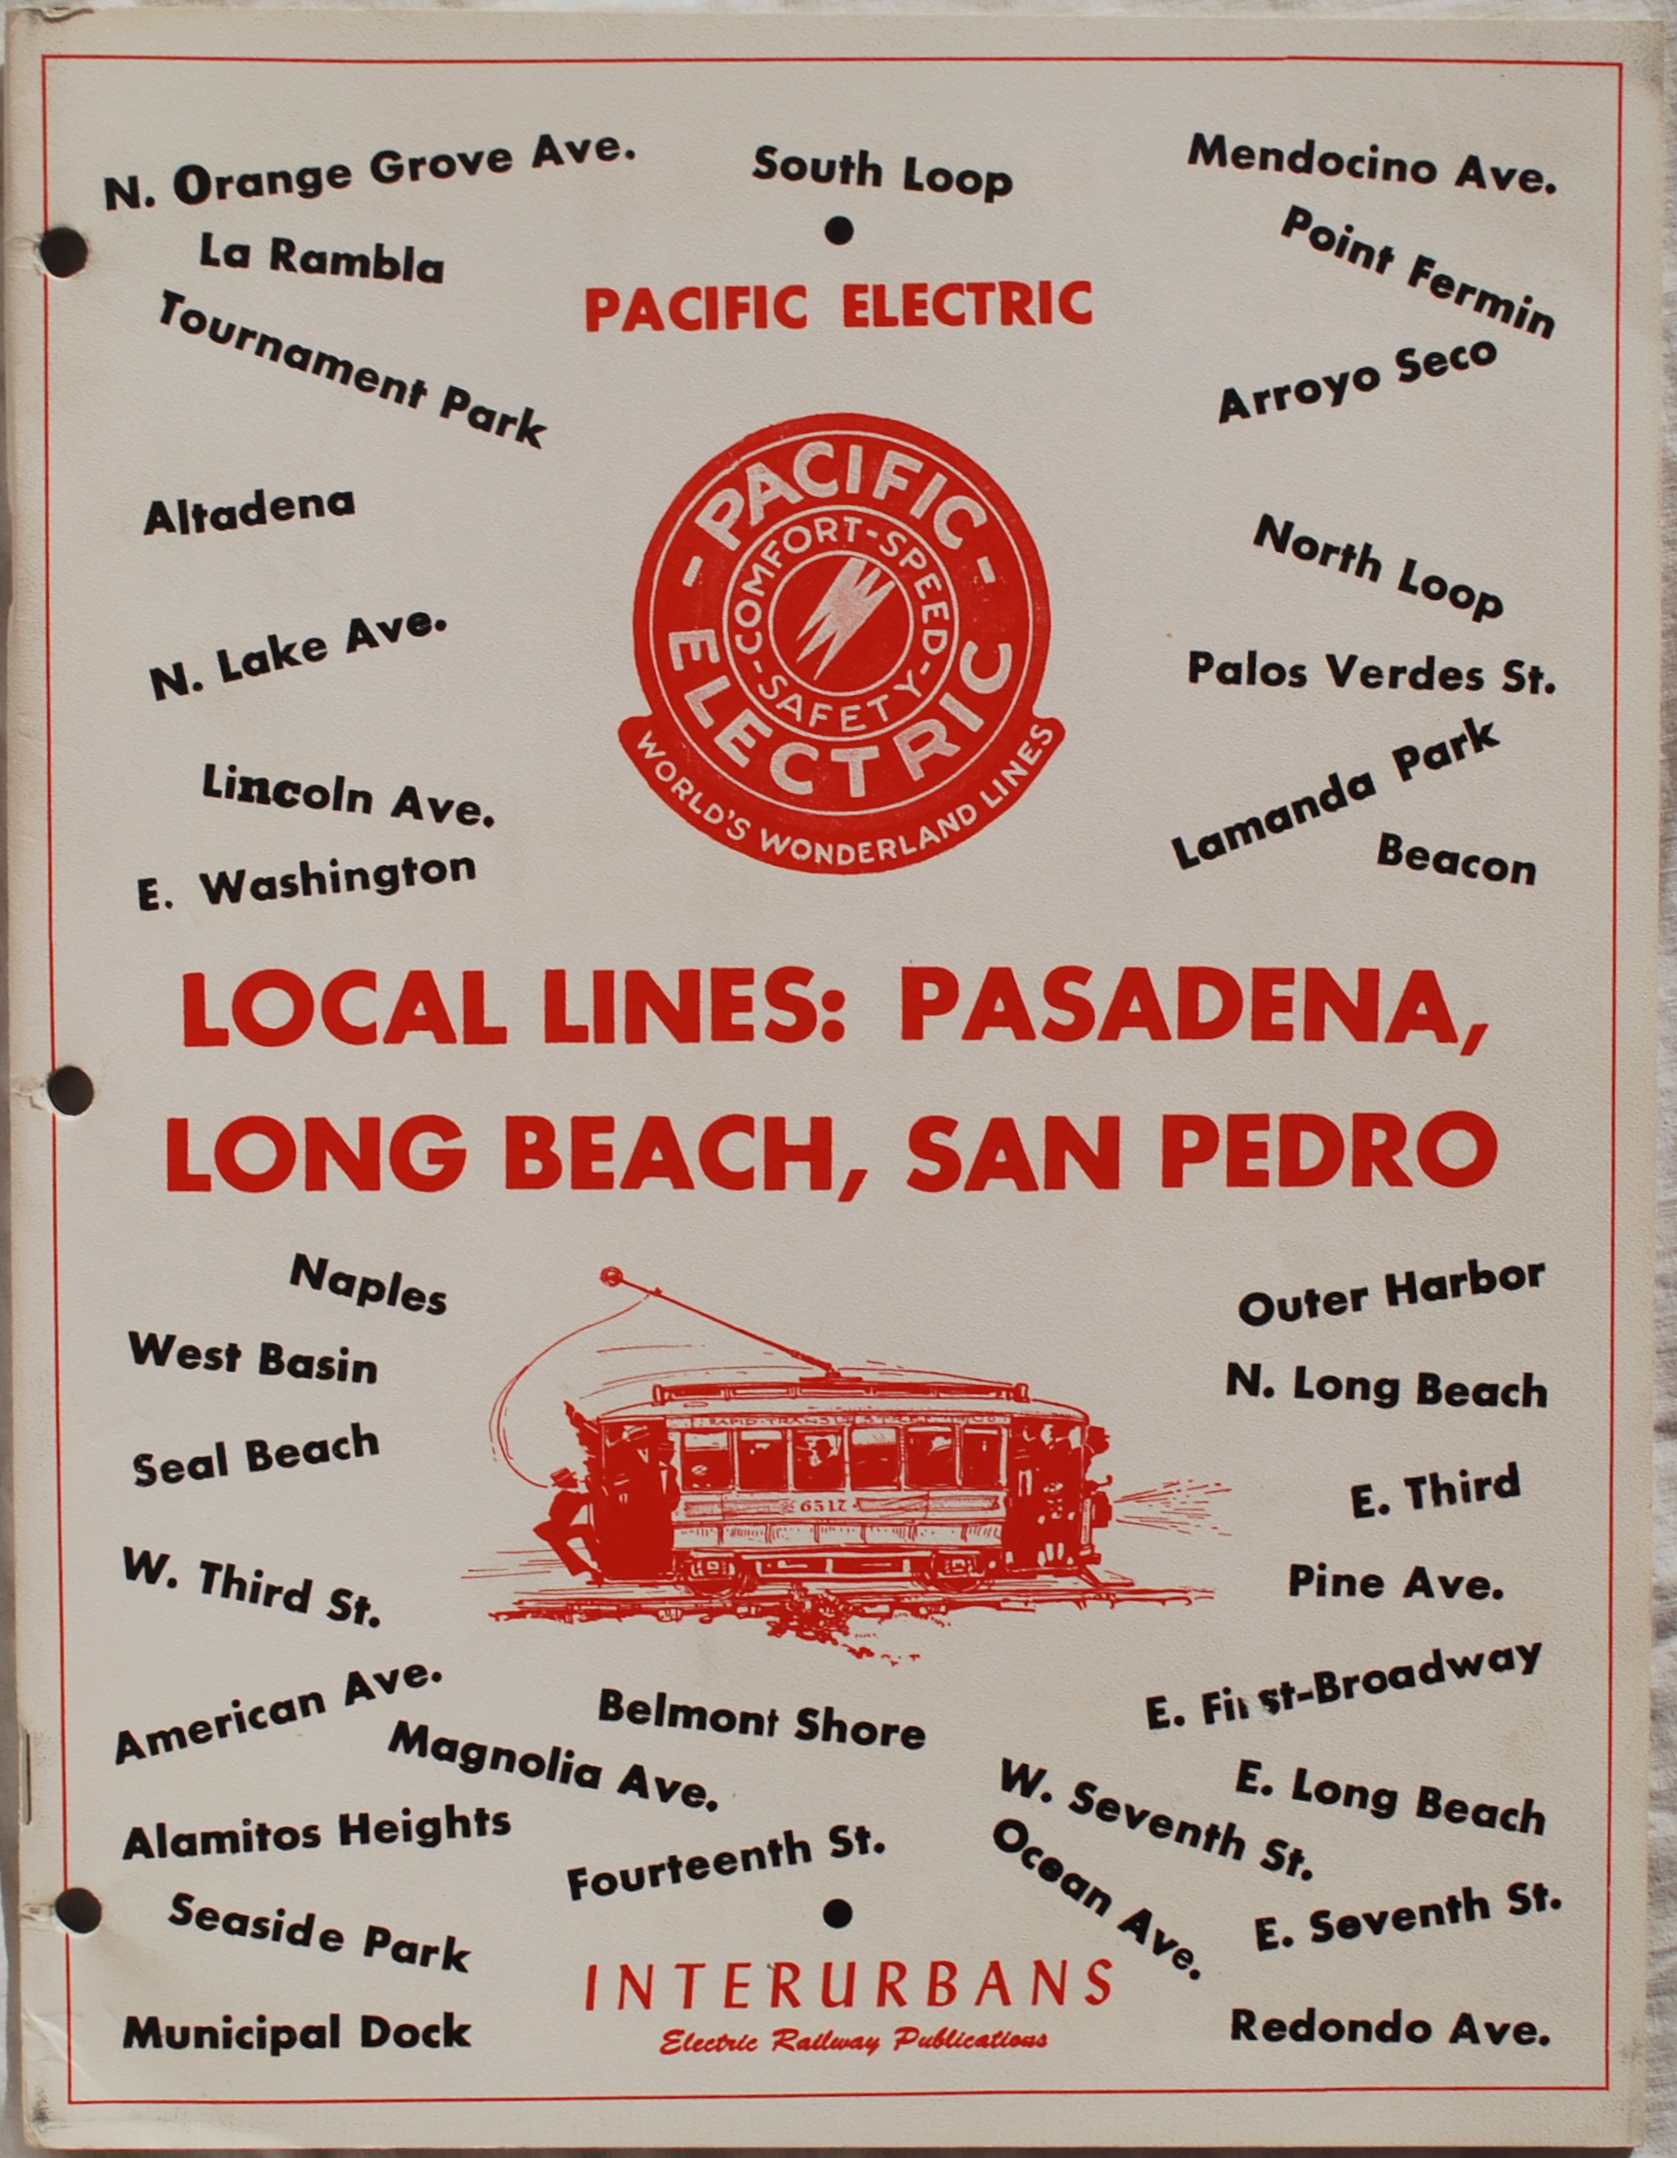 N. Orange Grove Ave.
South Loop
Mendocino Ave.
La Rambla
Point Fermin
PACIFIC ELECTRIC
Tournament Park
Arroyo Seco
- PACIFIC -
ELECTRIC
COMFORT-SPEED-
-SAFETY-
WORLD'S WONDERLAND LINES
Altadena
North Loop
N. Lake Ave.
Palos Verdes St.
Lincoln Ave.
Lamanda Park
Beacon
E. Washington
LOCAL LINES: PASADENA,
LONG BEACH, SAN PEDRO
Naples
Outer Harbor
West Basin
N. Long Beach
RAPID TRANS
6517
Seal Beach
E. Third
W. Third St.
Pine Ave.
American Ave.
Belmont Shore
E. First-Broadway
Magnolia Ave.
W. Seventh St.
E. Long Beach
Alamitos Heights
Fourteenth St.
Ocean Ave.
E. Seventh St.
Seaside Park
INTERURBANS
Electric Railway Publications
Municipal Dock
Redondo Ave.